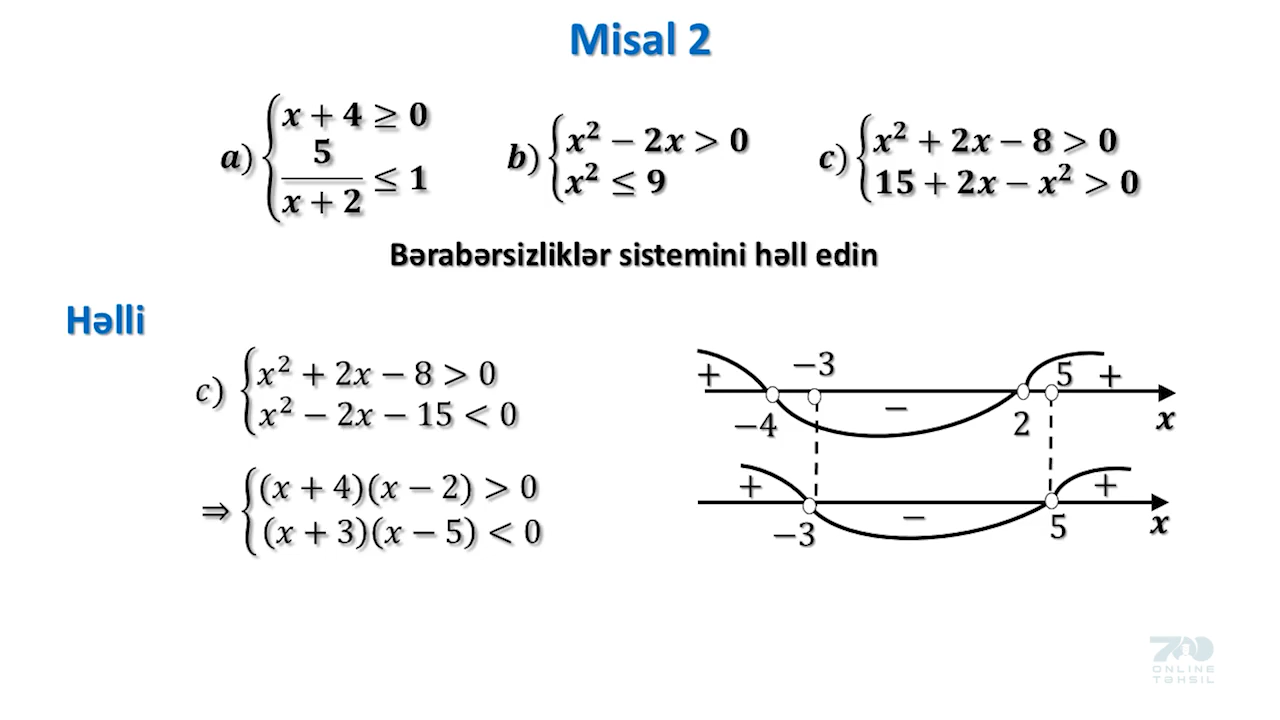 Misal 2
a) { x + 4 ≥ 0
5
x + 2 ≤ 1
b) { x² − 2x > 0
x² ≤ 9
c) { x² + 2x − 8 > 0
15 + 2x − x² > 0
Bərabərsizliklər sistemini həll edin
Həlli
c) { x² + 2x − 8 > 0
x² − 2x − 15 < 0
⇒ { (x + 4)(x − 2) > 0
(x + 3)(x − 5) < 0
+ −3 5 +
−
−4 2 x
+ +
−
−3 5 x
700
ONLINE
TƏHSIL